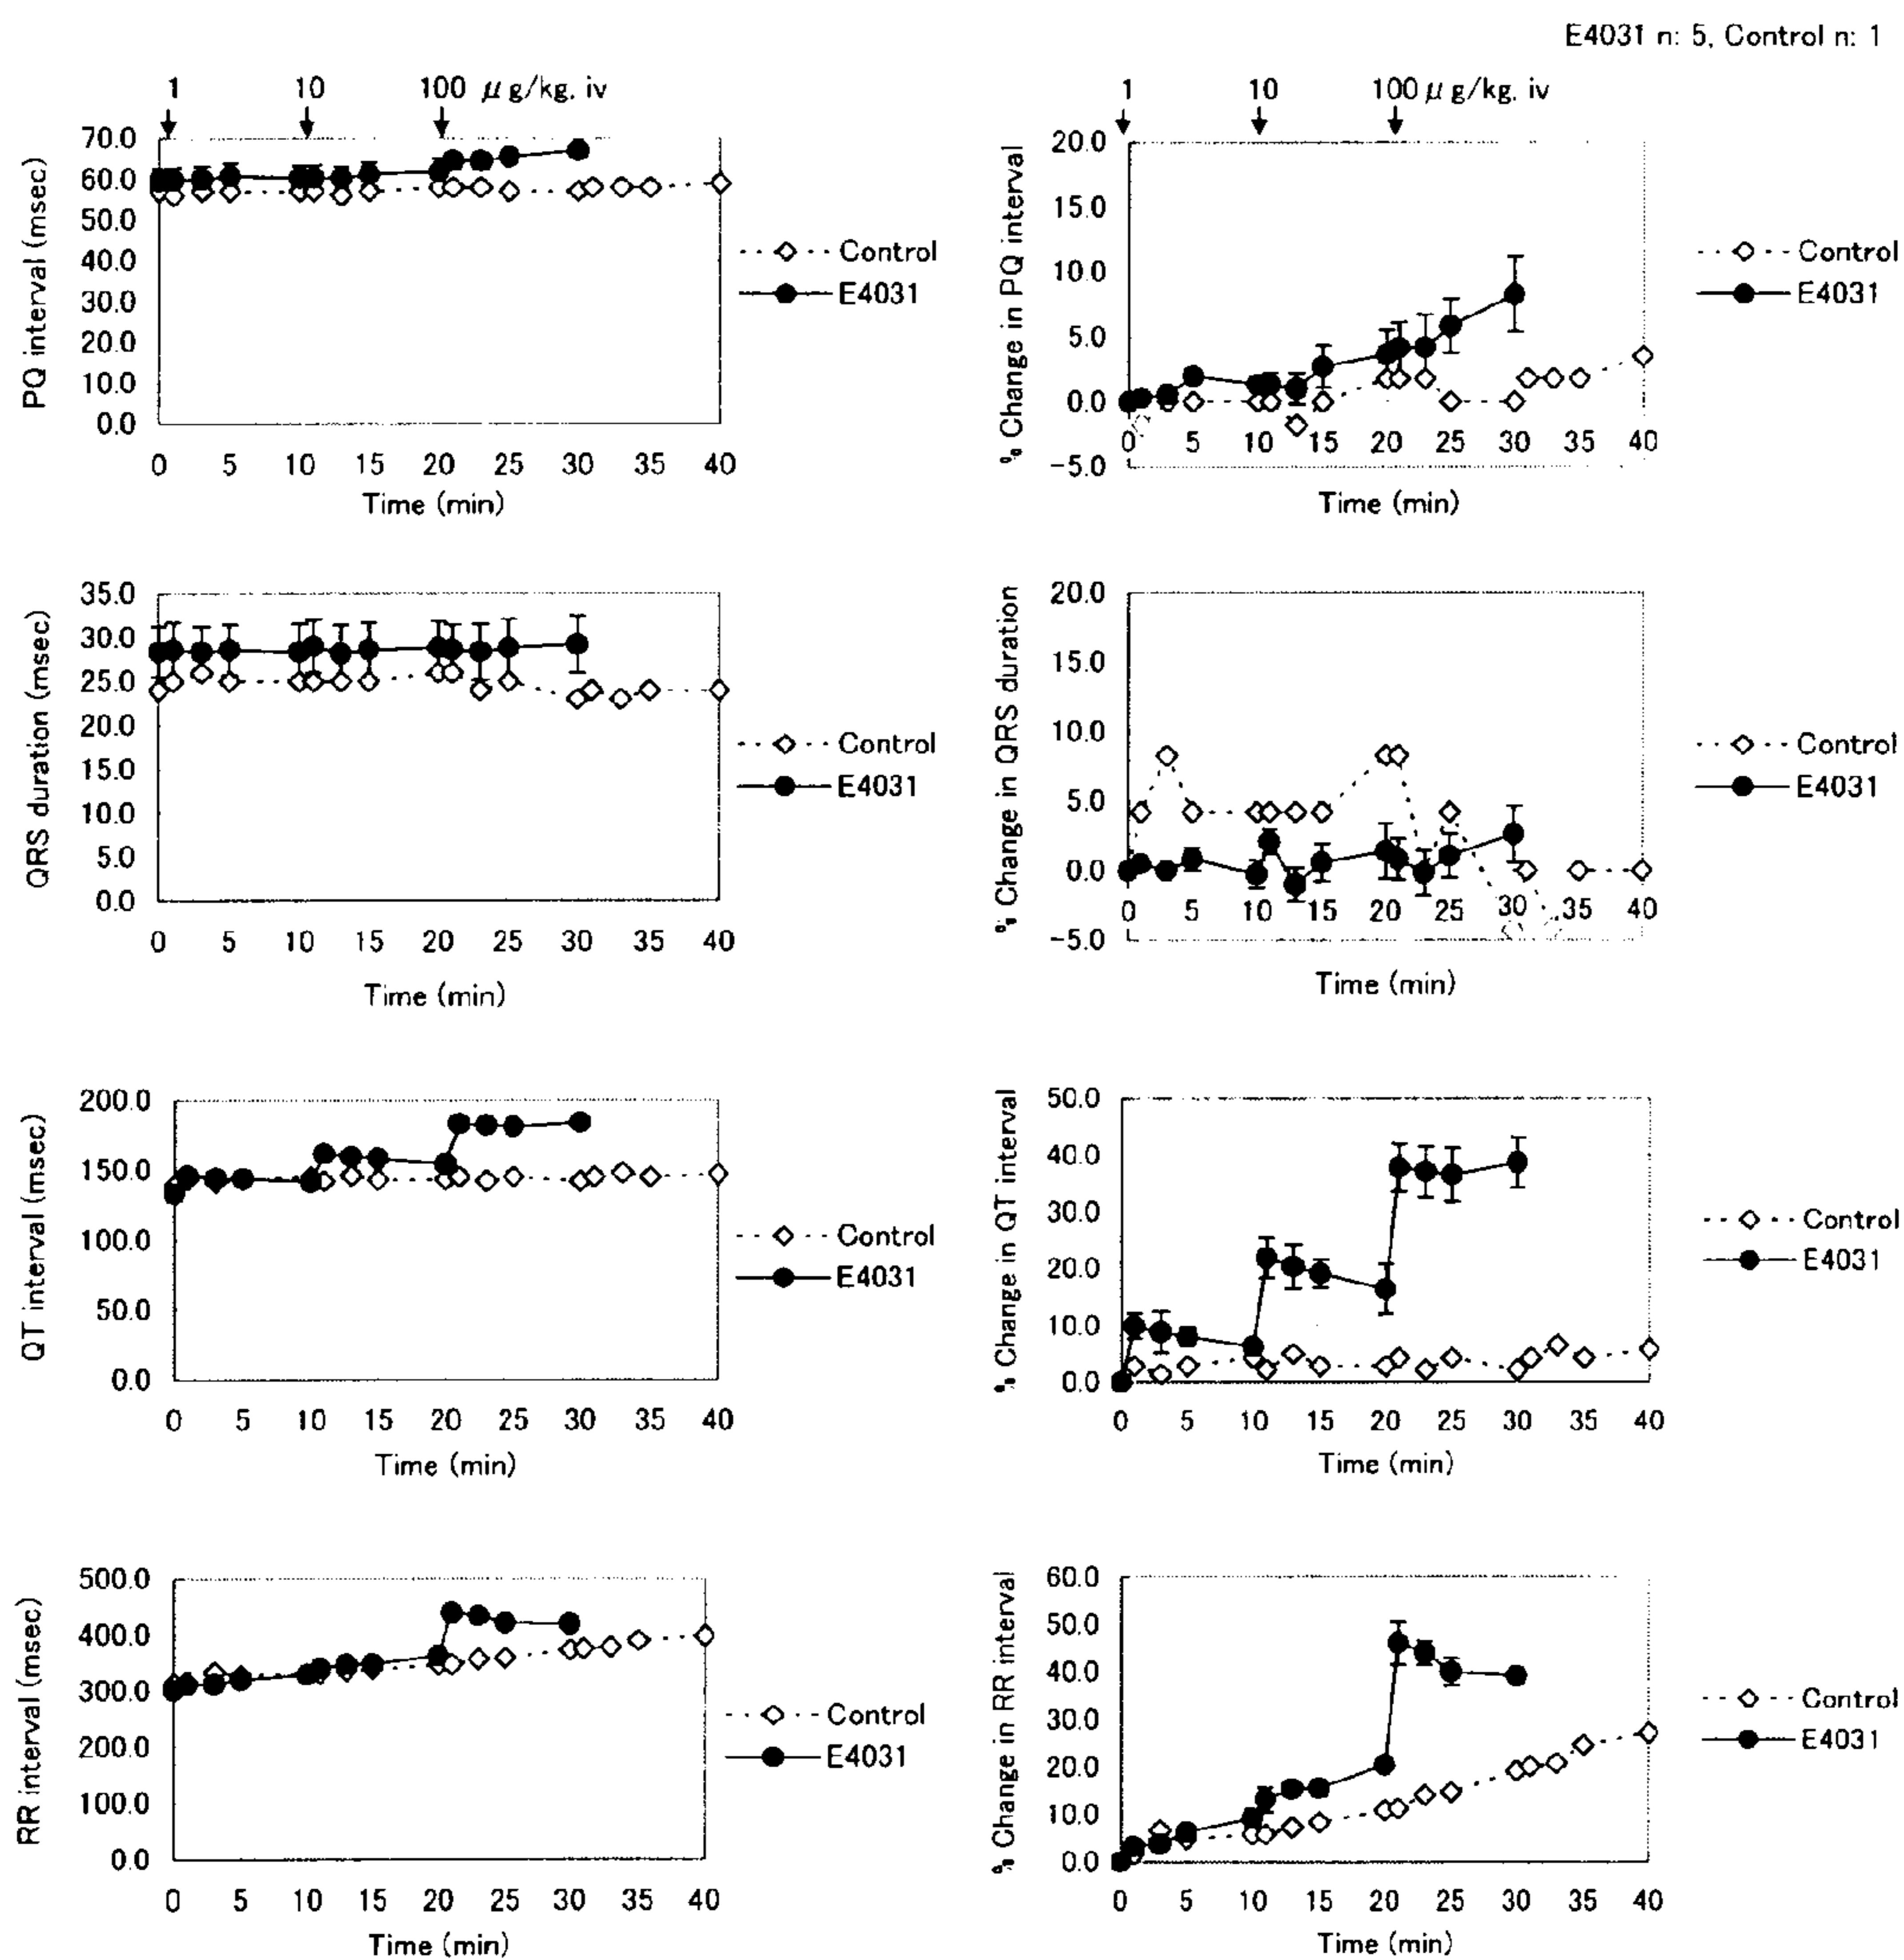 E4031 n: 5, Control n: 1
1 10 100 μg/kg, iv
70.0
60.0
50.0
40.0
30.0
20.0
10.0
0.0
PQ interval (msec)
0 5 10 15 20 25 30 35 40
Time (min)
Control
E4031
1 10 100 μg/kg, iv
20.0
15.0
10.0
5.0
0.0
-5.0
% Change in PQ interval
0 5 10 15 20 25 30 35 40
Time (min)
Control
E4031
35.0
30.0
25.0
20.0
15.0
10.0
5.0
0.0
QRS duration (msec)
0 5 10 15 20 25 30 35 40
Time (min)
Control
E4031
20.0
15.0
10.0
5.0
0.0
-5.0
% Change in QRS duration
0 5 10 15 20 25 30 35 40
Time (min)
Control
E4031
200.0
150.0
100.0
50.0
0.0
QT interval (msec)
0 5 10 15 20 25 30 35 40
Time (min)
Control
E4031
50.0
40.0
30.0
20.0
10.0
0.0
% Change in QT interval
0 5 10 15 20 25 30 35 40
Time (min)
Control
E4031
500.0
400.0
300.0
200.0
100.0
0.0
RR interval (msec)
0 5 10 15 20 25 30 35 40
Time (min)
Control
E4031
60.0
50.0
40.0
30.0
20.0
10.0
0.0
% Change in RR interval
0 5 10 15 20 25 30 35 40
Time (min)
Control
E4031